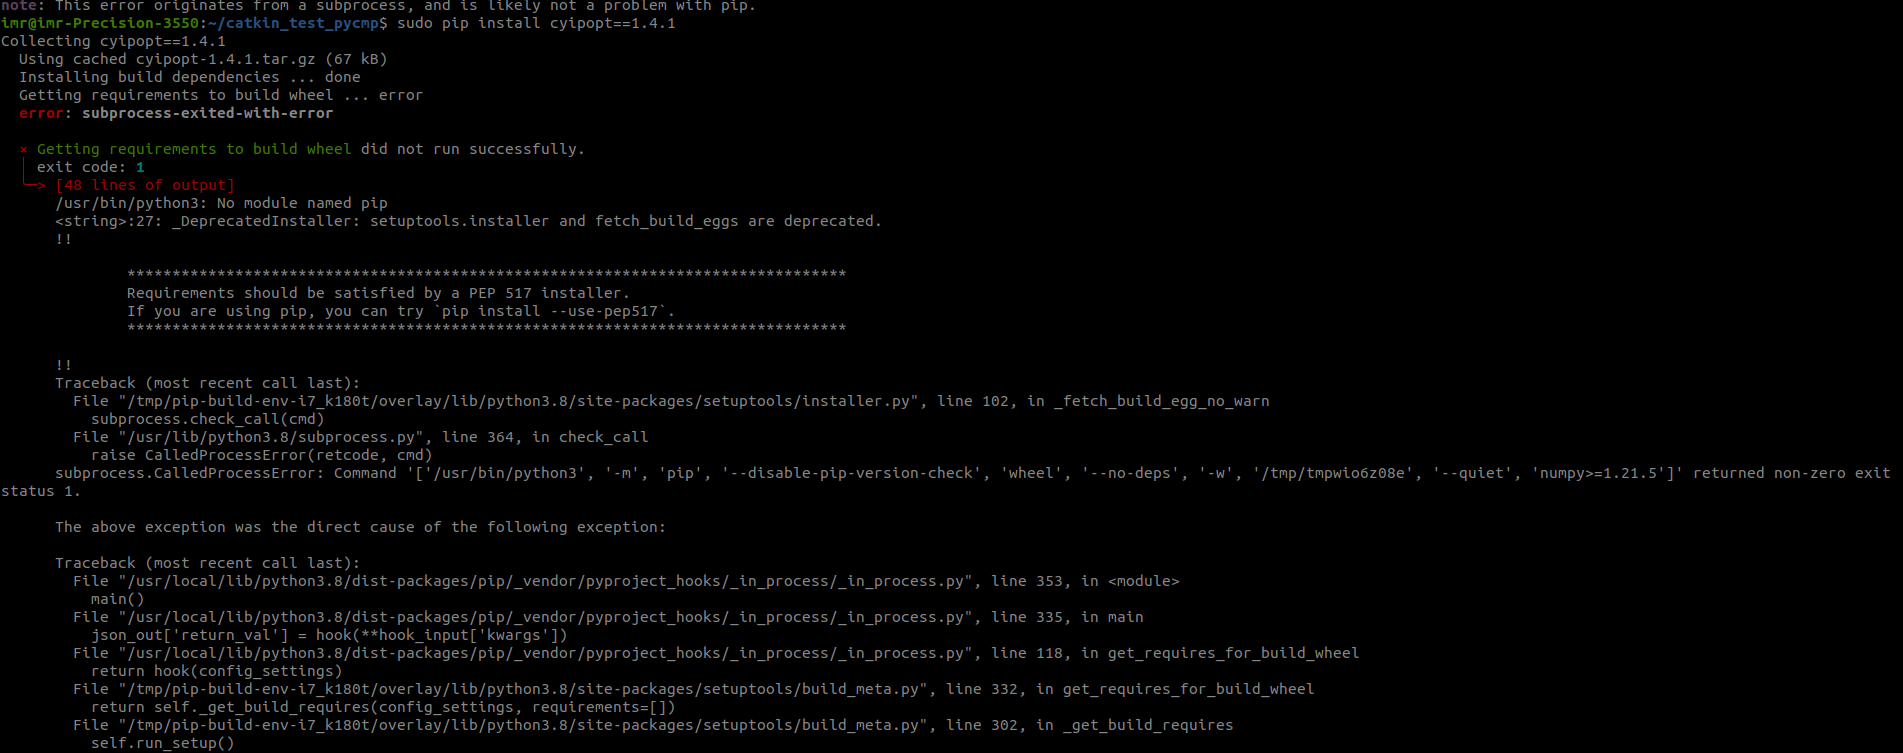 note: This error originates from a subprocess, and is likely not a problem with pip.
imr@imr-Precision-3550:~/catkin_test_pycmp$ sudo pip install cyipopt==1.4.1
Collecting cyipopt==1.4.1
  Using cached cyipopt-1.4.1.tar.gz (67 kB)
  Installing build dependencies ... done
  Getting requirements to build wheel ... error
  error: subprocess-exited-with-error

  × Getting requirements to build wheel did not run successfully.
  │ exit code: 1
  ╰─> [48 lines of output]
      /usr/bin/python3: No module named pip
      <string>:27: _DeprecatedInstaller: setuptools.installer and fetch_build_eggs are deprecated.
      !!

              ********************************************************************************
              Requirements should be satisfied by a PEP 517 installer.
              If you are using pip, you can try `pip install --use-pep517`.
              ********************************************************************************

      !!
      Traceback (most recent call last):
        File "/tmp/pip-build-env-i7_k180t/overlay/lib/python3.8/site-packages/setuptools/installer.py", line 102, in _fetch_build_egg_no_warn
          subprocess.check_call(cmd)
        File "/usr/lib/python3.8/subprocess.py", line 364, in check_call
          raise CalledProcessError(retcode, cmd)
      subprocess.CalledProcessError: Command '['/usr/bin/python3', '-m', 'pip', '--disable-pip-version-check', 'wheel', '--no-deps', '-w', '/tmp/tmpwio6z08e', '--quiet', 'numpy>=1.21.5']' returned non-zero exit
status 1.

      The above exception was the direct cause of the following exception:

      Traceback (most recent call last):
        File "/usr/local/lib/python3.8/dist-packages/pip/_vendor/pyproject_hooks/_in_process/_in_process.py", line 353, in <module>
          main()
        File "/usr/local/lib/python3.8/dist-packages/pip/_vendor/pyproject_hooks/_in_process/_in_process.py", line 335, in main
          json_out['return_val'] = hook(**hook_input['kwargs'])
        File "/usr/local/lib/python3.8/dist-packages/pip/_vendor/pyproject_hooks/_in_process/_in_process.py", line 118, in get_requires_for_build_wheel
          return hook(config_settings)
        File "/tmp/pip-build-env-i7_k180t/overlay/lib/python3.8/site-packages/setuptools/build_meta.py", line 332, in get_requires_for_build_wheel
          return self._get_build_requires(config_settings, requirements=[])
        File "/tmp/pip-build-env-i7_k180t/overlay/lib/python3.8/site-packages/setuptools/build_meta.py", line 302, in _get_build_requires
          self.run_setup()